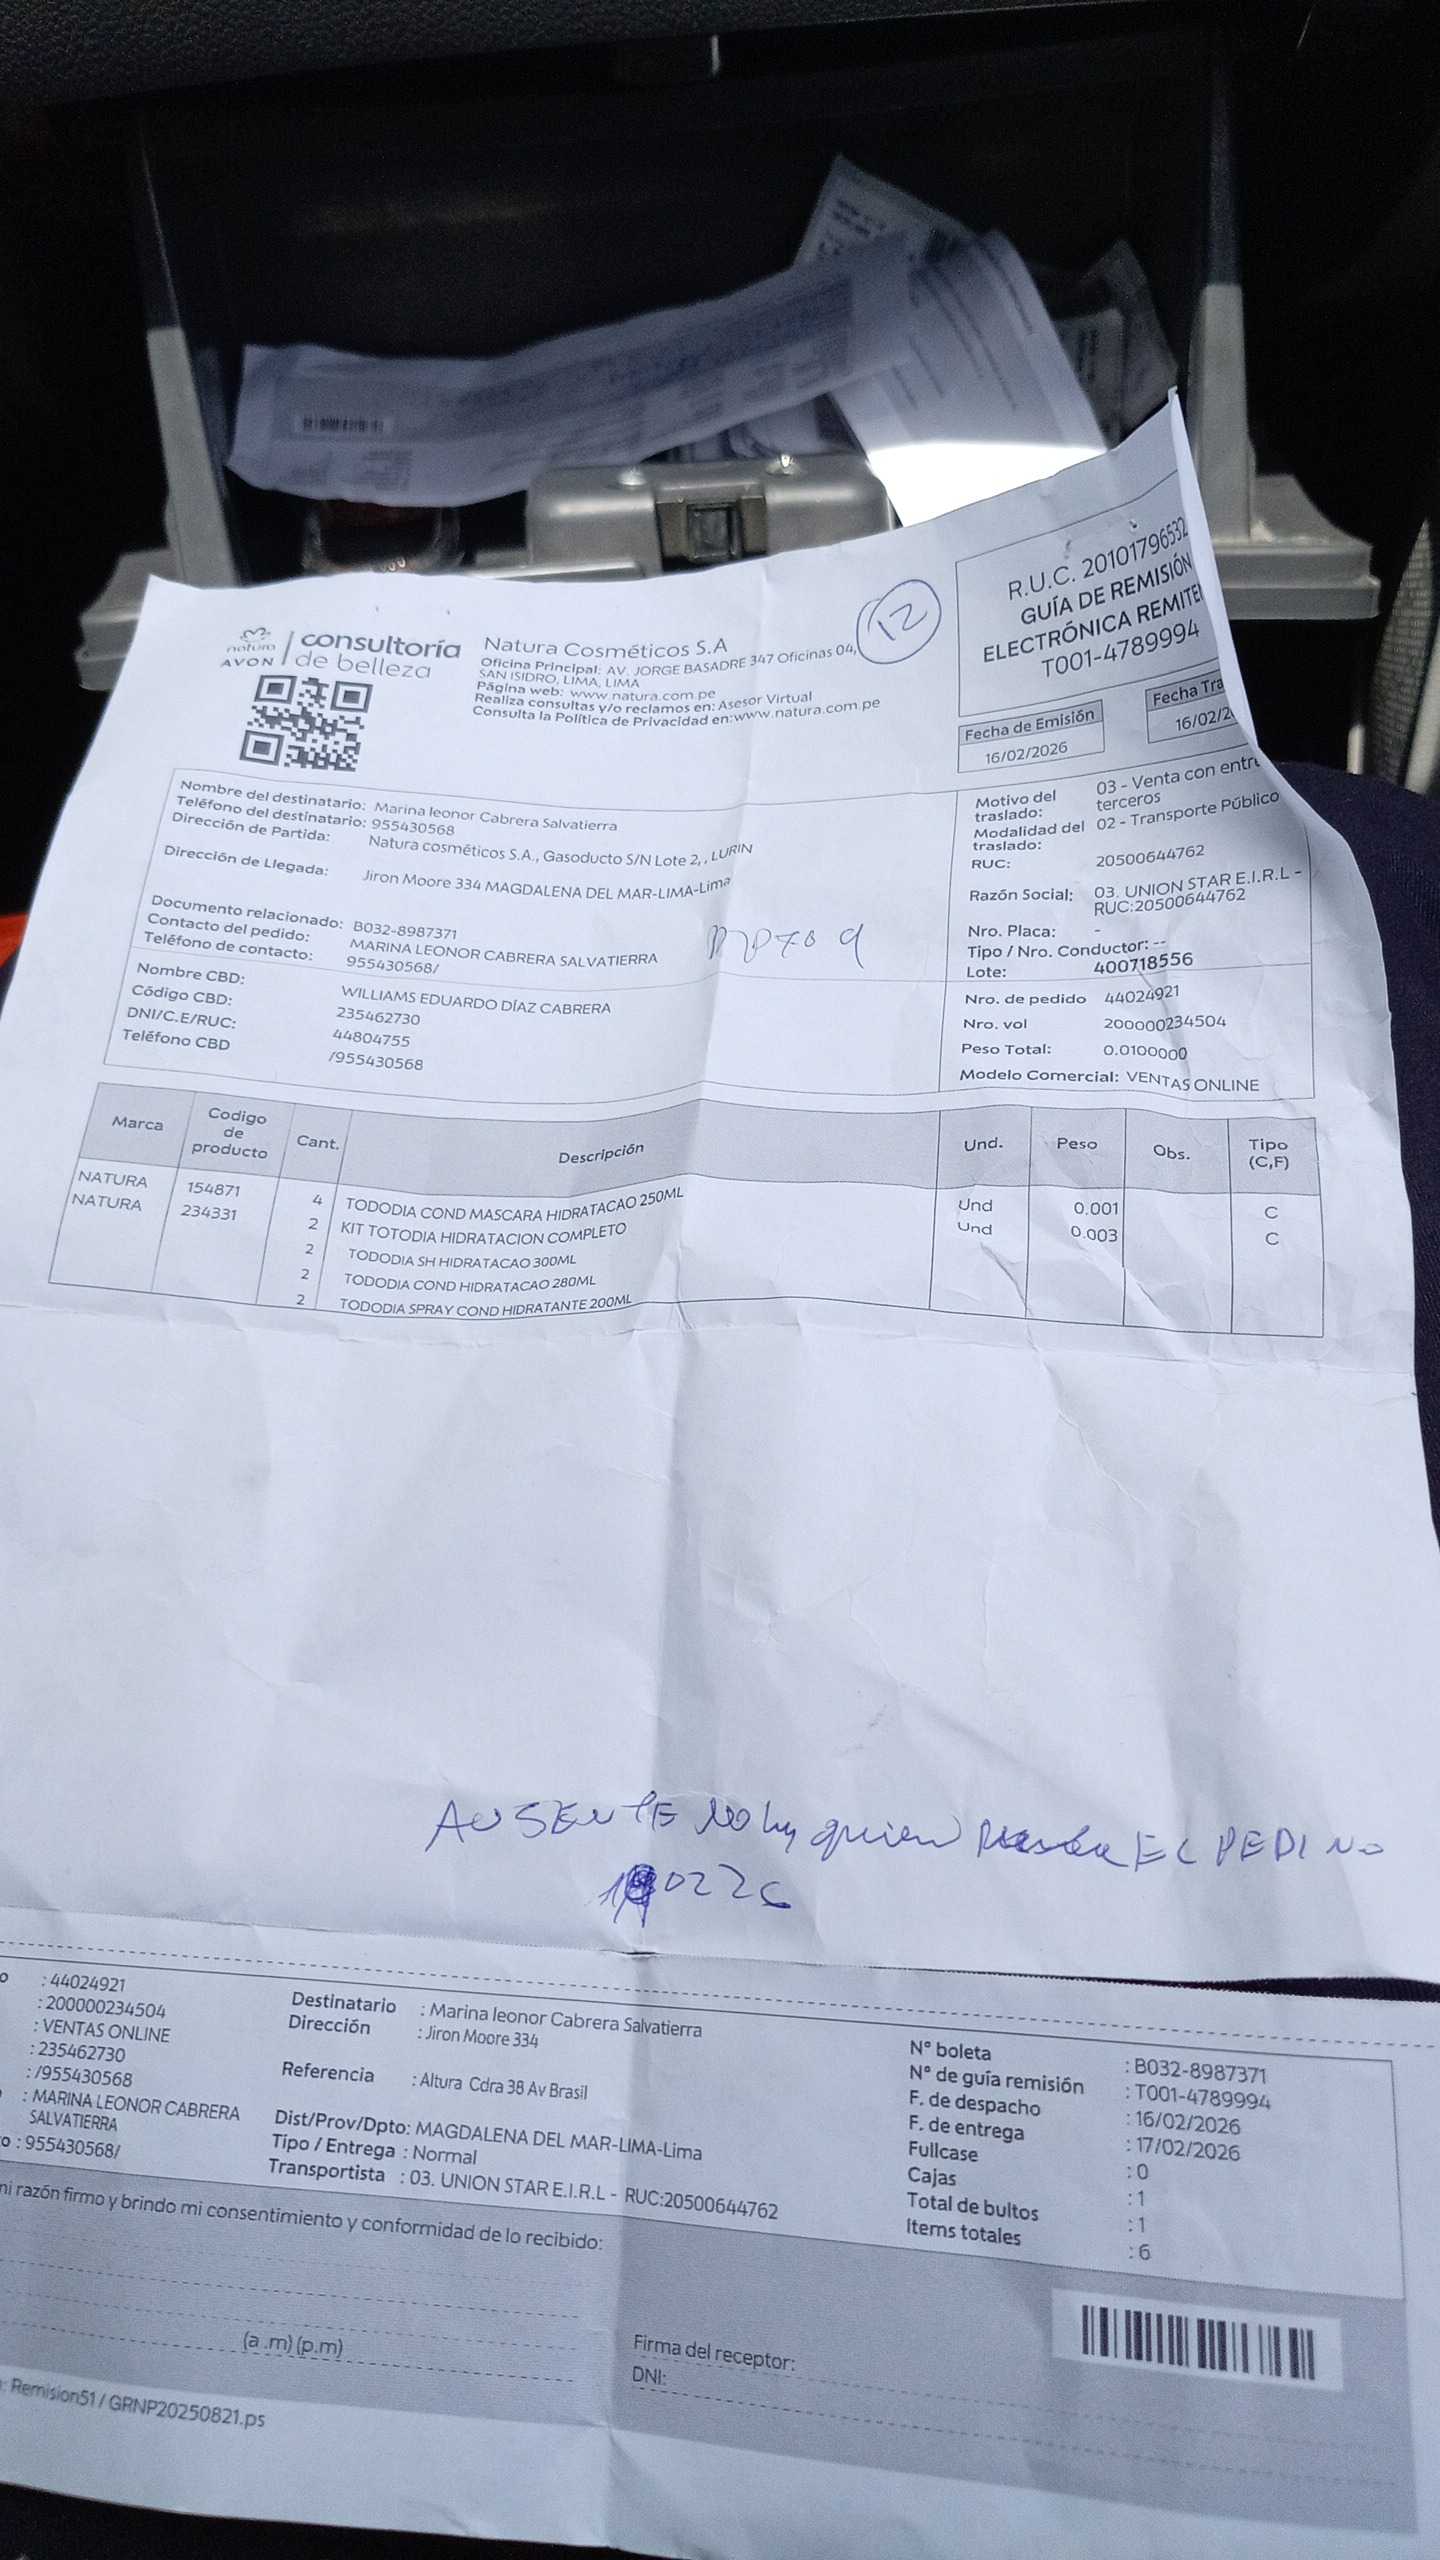 natura
AVON
consultoría
de belleza
Natura Cosméticos S.A
Oficina Principal: AV. JORGE BASADRE 347 Oficinas 04,
SAN ISIDRO, LIMA, LIMA
Página web: www.natura.com.pe
Realiza consultas y/o reclamos en: Asesor Virtual
Consulta la Política de Privacidad en:www.natura.com.pe
12
R.U.C. 20101796532
GUÍA DE REMISIÓN
ELECTRÓNICA REMITE
T001-4789994
Fecha de Emisión
16/02/2026
Fecha Tra
16/02/2
Nombre del destinatario: Marina leonor Cabrera Salvatierra
Teléfono del destinatario: 955430568
Dirección de Partida: Natura cosméticos S.A., Gasoducto S/N Lote 2, , LURIN
Dirección de Llegada: Jiron Moore 334 MAGDALENA DEL MAR-LIMA-Lima
Documento relacionado: B032-8987371
Contacto del pedido: MARINA LEONOR CABRERA SALVATIERRA
Teléfono de contacto: 955430568/
Nombre CBD: WILLIAMS EDUARDO DÍAZ CABRERA
Código CBD: 235462730
DNI/C.E/RUC: 44804755
Teléfono CBD /955430568
Motivo del traslado: 03 - Venta con entre
terceros
Modalidad del traslado: 02 - Transporte Público
RUC: 20500644762
Razón Social: 03. UNION STAR E.I.R.L -
RUC:20500644762
Nro. Placa: -
Tipo / Nro. Conductor: --
Lote: 400718556
Nro. de pedido 44024921
Nro. vol 200000234504
Peso Total: 0.0100000
Modelo Comercial: VENTAS ONLINE
Marca Codigo de producto Cant. Descripción Und. Peso Obs. Tipo (C,F)
NATURA 154871 4 TODODIA COND MASCARA HIDRATACAO 250ML Und 0.001 C
NATURA 234331 2 KIT TOTODIA HIDRATACION COMPLETO Und 0.003 C
2 TODODIA SH HIDRATACAO 300ML
2 TODODIA COND HIDRATACAO 280ML
2 TODODIA SPRAY COND HIDRATANTE 200ML
AUSENTE No hay quien EL PEDIDO
0226
: 44024921
: 200000234504
: VENTAS ONLINE
: 235462730
: /955430568
: MARINA LEONOR CABRERA
SALVATIERRA
: 955430568/
Destinatario : Marina leonor Cabrera Salvatierra
Dirección : Jiron Moore 334
Referencia : Altura Cdra 38 Av Brasil
Dist/Prov/Dpto: MAGDALENA DEL MAR-LIMA-Lima
Tipo / Entrega : Normal
Transportista : 03. UNION STAR E.I.R.L - RUC:20500644762
N° boleta : B032-8987371
N° de guía remisión : T001-4789994
F. de despacho : 16/02/2026
F. de entrega : 17/02/2026
Fullcase : 0
Cajas : 1
Total de bultos : 1
Items totales : 6
mi razón firmo y brindo mi consentimiento y conformidad de lo recibido:
(a .m) (p.m)
Firma del receptor:
DNI:
: Remision51 / GRNP20250821.ps